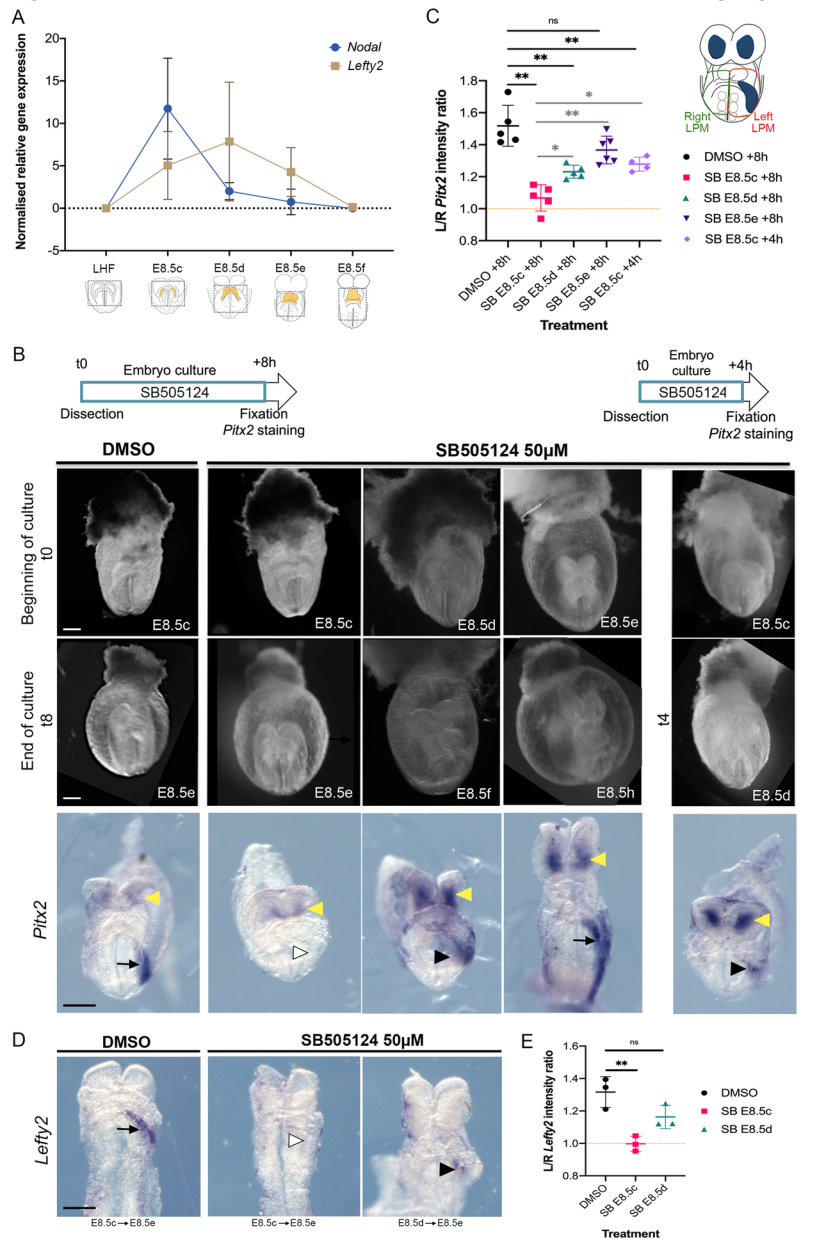 A
Normalised relative gene expression
20
15
10
5
0
-5
Nodal
Lefty2
LHF
E8.5c
E8.5d
E8.5e
E8.5f
C
L/R Pitx2 intensity ratio
1.8
1.6
1.4
1.2
1.0
0.8
ns
**
**
**
*
**
*
DMSO +8h
SB E8.5c +8h
SB E8.5d +8h
SB E8.5e +8h
SB E8.5c +4h
Treatment
Right LPM
Left LPM
DMSO +8h
SB E8.5c +8h
SB E8.5d +8h
SB E8.5e +8h
SB E8.5c +4h
B
t0
Embryo culture
+8h
SB505124
Dissection
Fixation
Pitx2 staining
t0
Embryo culture
+4h
SB505124
Dissection
Fixation
Pitx2 staining
DMSO
SB505124 50µM
Beginning of culture
t0
E8.5c
E8.5c
E8.5d
E8.5e
E8.5c
End of culture
t8
E8.5e
E8.5e
E8.5f
E8.5h
t4
E8.5d
Pitx2
D
DMSO
SB505124 50µM
Lefty2
E8.5c→E8.5e
E8.5c→E8.5e
E8.5d→E8.5e
E
L/R Lefty2 intensity ratio
1.6
1.4
1.2
1.0
0.8
ns
**
DMSO
SB E8.5c
SB E8.5d
Treatment
DMSO
SB E8.5c
SB E8.5d